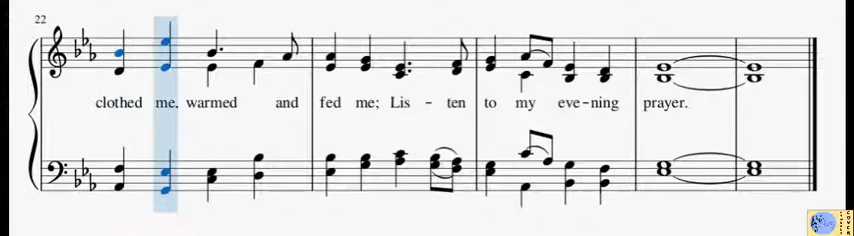 22
clothed me, warmed and fed me; Lis - ten to my eve - ning prayer.